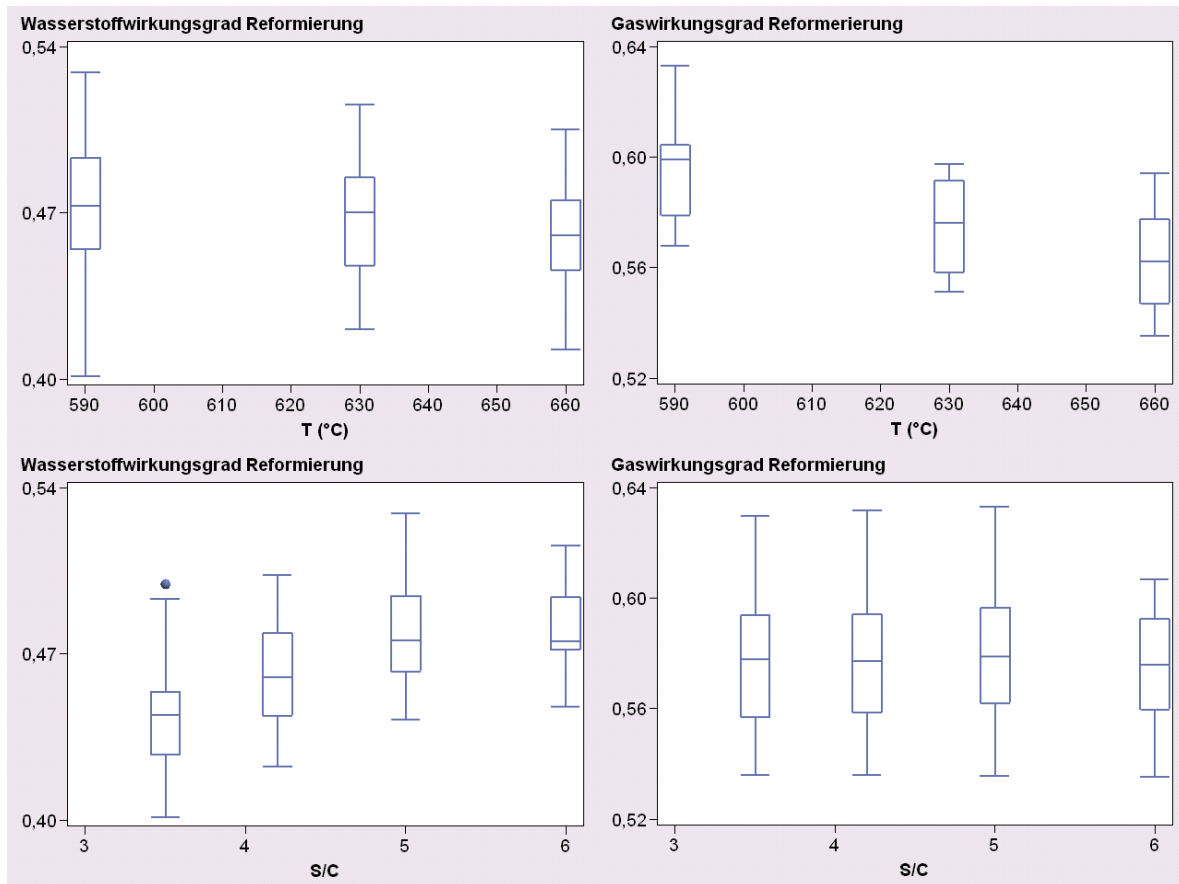 Wasserstoffwirkungsgrad Reformierung
0,54
0,47
0,40
590 600 610 620 630 640 650 660
T (°C)
Gaswirkungsgrad Reformerierung
0,64
0,60
0,56
0,52
590 600 610 620 630 640 650 660
T (°C)
Wasserstoffwirkungsgrad Reformierung
0,54
0,47
0,40
3 4 5 6
S/C
Gaswirkungsgrad Reformierung
0,64
0,60
0,56
0,52
3 4 5 6
S/C